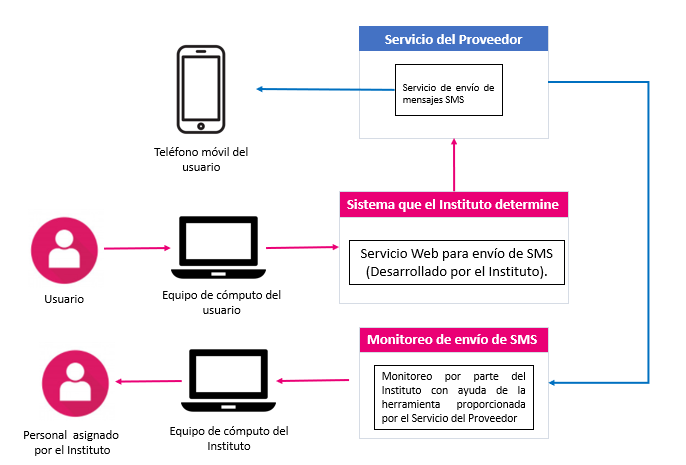 Servicio del Proveedor
Servicio de envío de
mensajes SMS
Teléfono móvil del
usuario
Sistema que el Instituto determine
Servicio Web para envío de SMS
(Desarrollado por el Instituto).
Usuario
Equipo de cómputo del
usuario
Monitoreo de envío de SMS
Monitoreo por parte del
Instituto con ayuda de la
herramienta proporcionada
por el Servicio del Proveedor
Equipo de cómputo del
Instituto
Personal asignado
por el Instituto